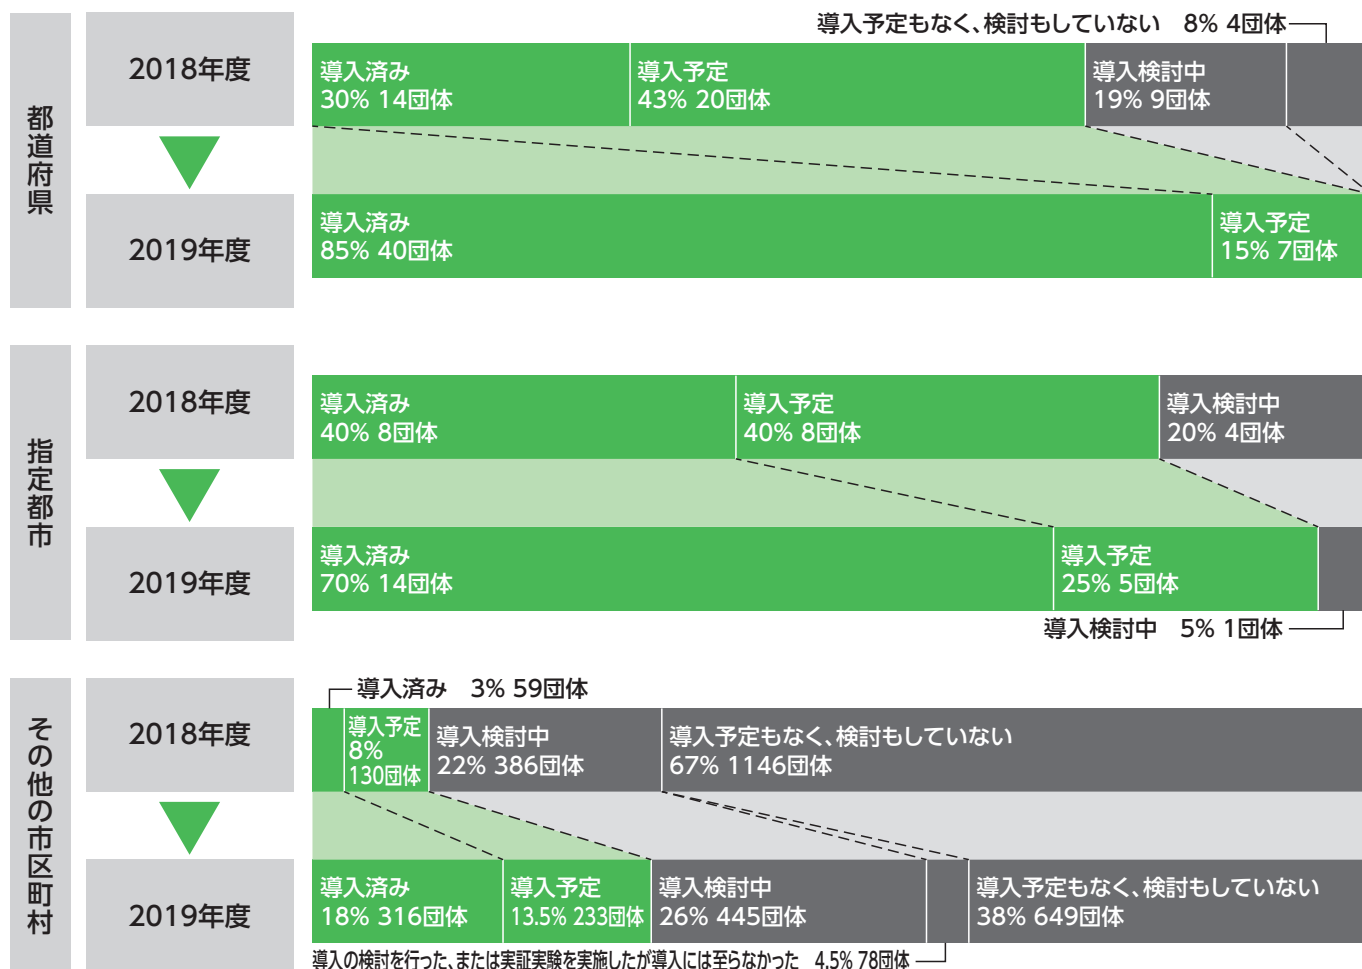 都道府県
2018年度
導入予定もなく、検討もしていない 8% 4団体
導入済み
30% 14団体
導入予定
43% 20団体
導入検討中
19% 9団体
2019年度
導入済み
85% 40団体
導入予定
15% 7団体
指定都市
2018年度
導入済み
40% 8団体
導入予定
40% 8団体
導入検討中
20% 4団体
2019年度
導入済み
70% 14団体
導入予定
25% 5団体
導入検討中 5% 1団体
その他の市区町村
2018年度
導入済み 3% 59団体
導入予定
8%
130団体
導入検討中
22% 386団体
導入予定もなく、検討もしていない
67% 1146団体
2019年度
導入済み
18% 316団体
導入予定
13.5% 233団体
導入検討中
26% 445団体
導入予定もなく、検討もしていない
38% 649団体
導入の検討を行った、または実証実験を実施したが導入には至らなかった 4.5% 78団体